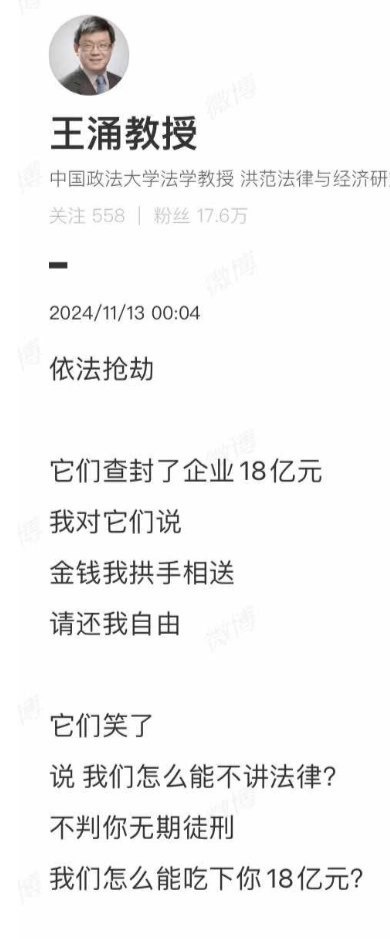 王涌教授
中国政法大学法学教授 洪范法律与经济研
关注 558 | 粉丝 17.6万
2024/11/13 00:04
依法抢劫
它们查封了企业18亿元
我对它们说
金钱我拱手相送
请还我自由
它们笑了
说 我们怎么能不讲法律?
不判你无期徒刑
我们怎么能吃下你18亿元?
微博